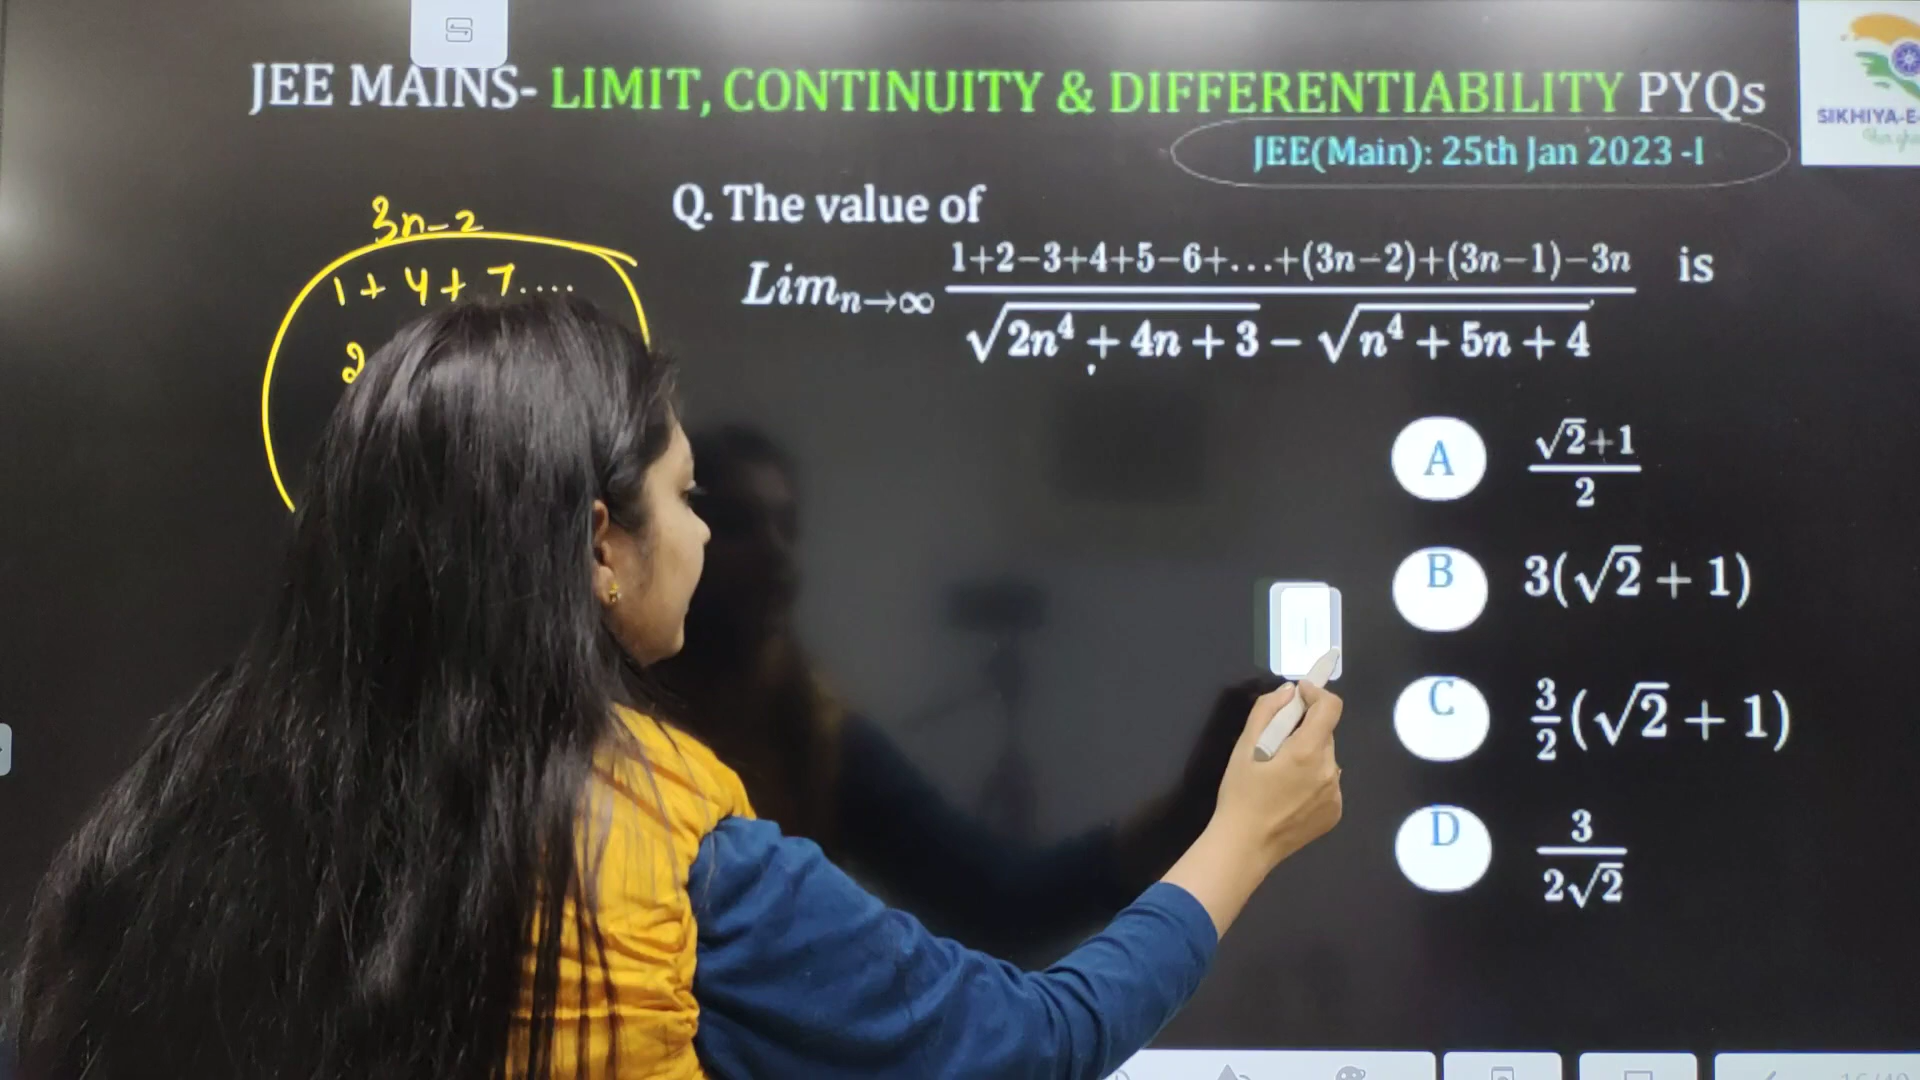 JEE MAINS- LIMIT, CONTINUITY & DIFFERENTIABILITY PYQs
SIKHIYA-E-
JEE(Main): 25th Jan 2023 -I
Q. The value of
Lim n→∞ (1+2−3+4+5−6+…+(3n−2)+(3n−1)−3n) / (√(2n⁴ + 4n + 3) − √(n⁴ + 5n + 4)) is
3n-2
1 + 4 + 7....
2
A (√2+1)/2
B 3(√2 + 1)
C 3/2(√2 + 1)
D 3/(2√2)